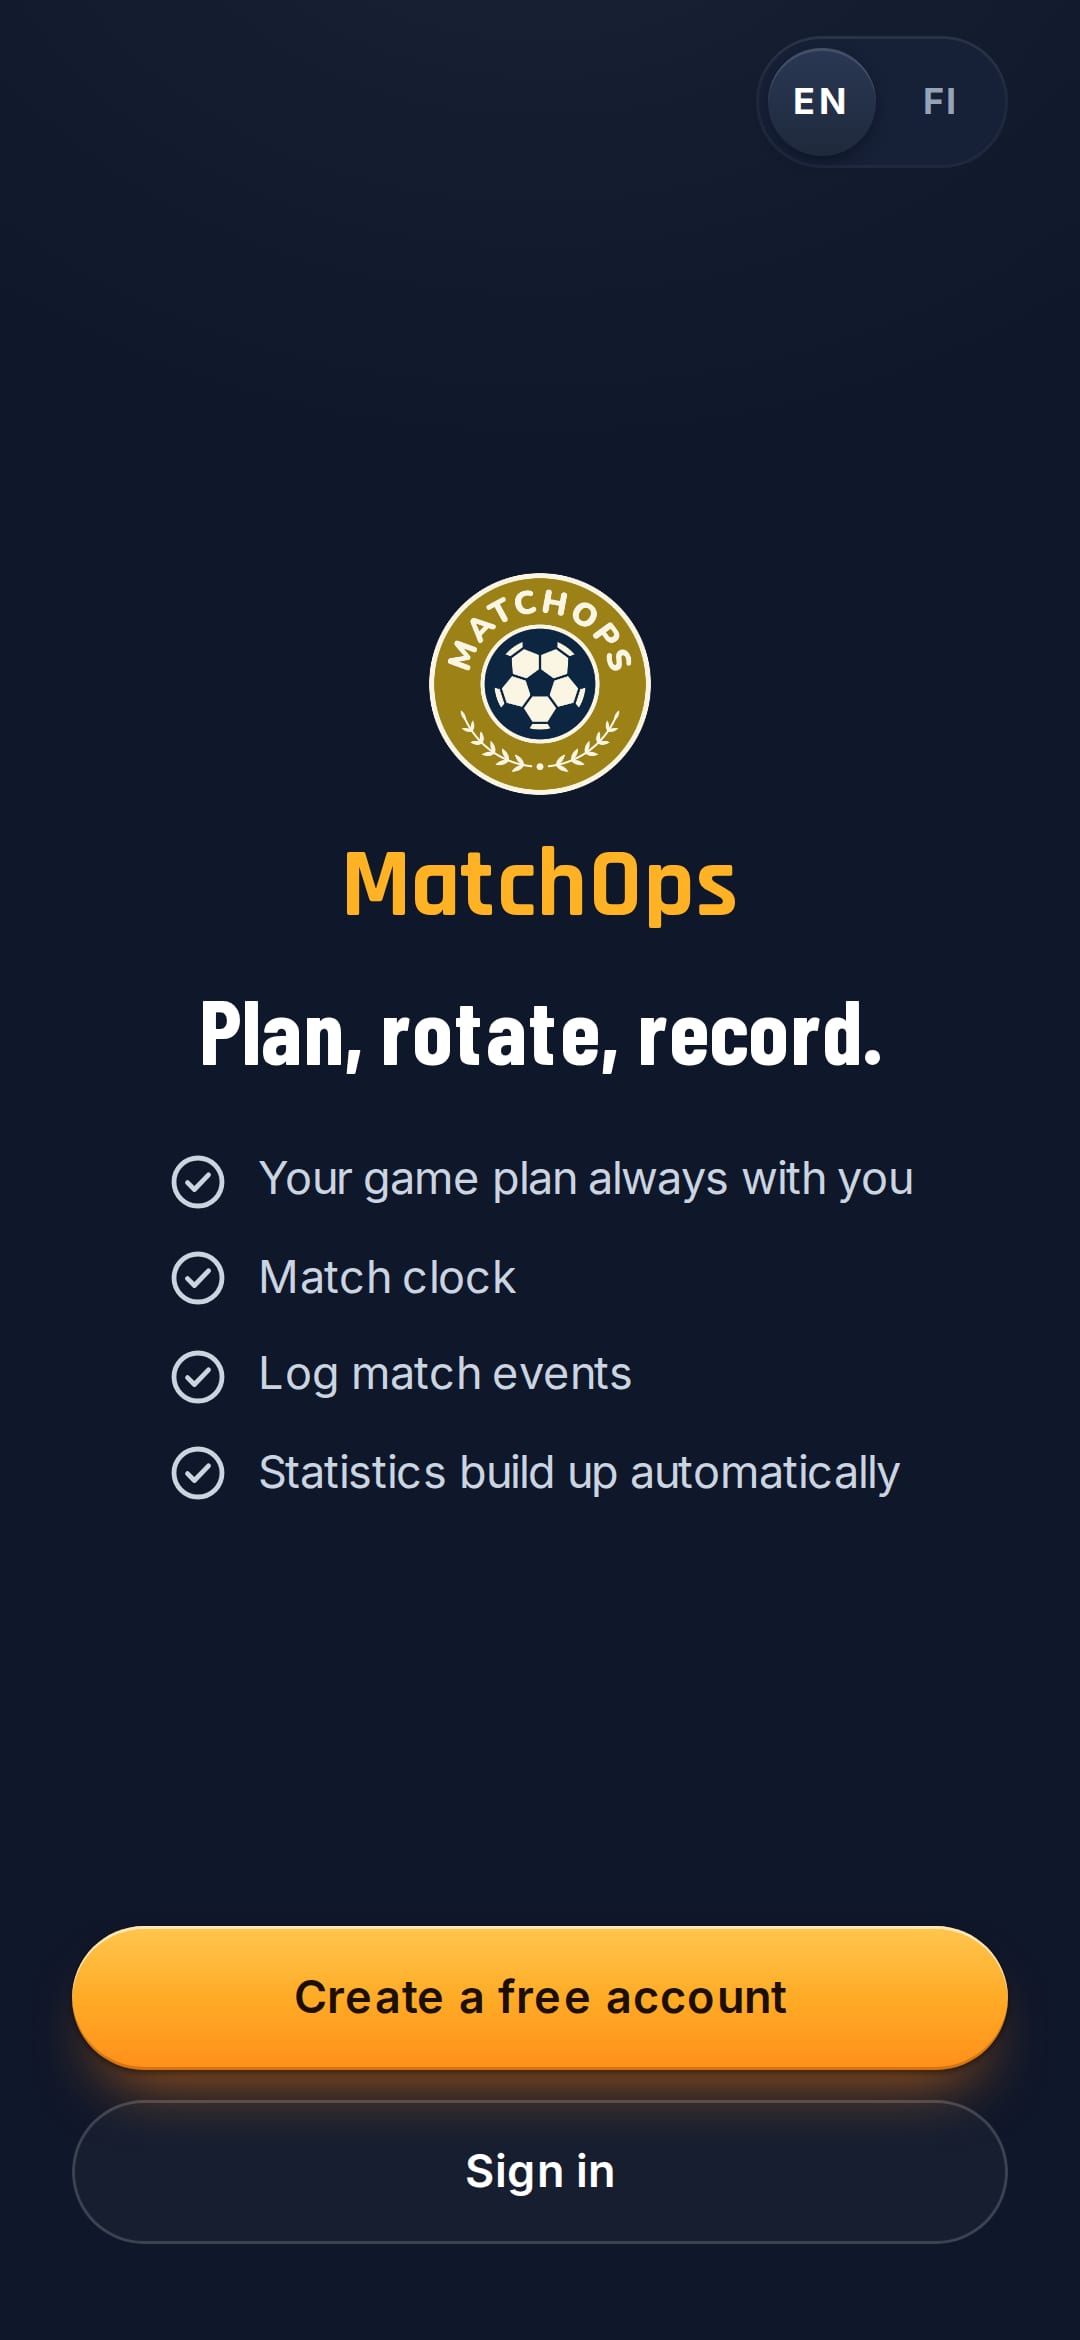 EN FI
MATCHOPS
MatchOps
Plan, rotate, record.
Your game plan always with you
Match clock
Log match events
Statistics build up automatically
Create a free account
Sign in